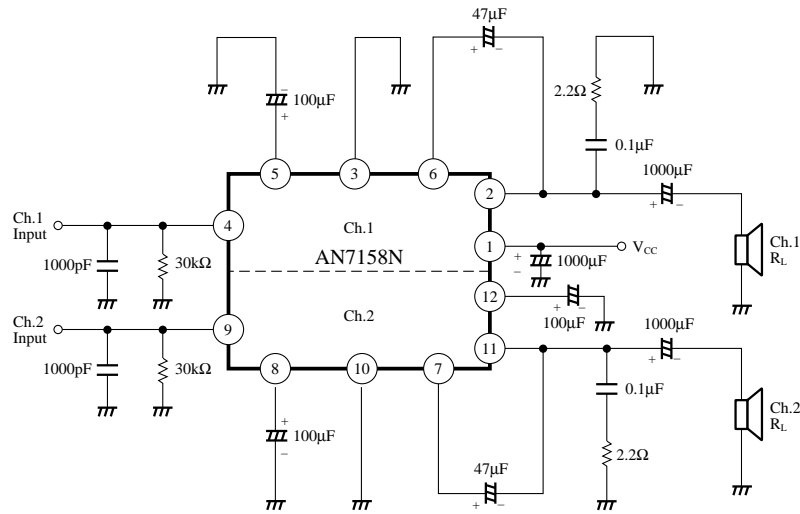 47μF
+
−
−
100μF
+
2.2Ω
0.1μF
1000μF
+
−
5
3
6
2
Ch.1
Input
4
Ch.1
1
VCC
Ch.1
RL
1000pF
30kΩ
AN7158N
+
−
1000μF
12
+
−
100μF
Ch.2
Input
9
Ch.2
11
1000μF
+
−
1000pF
30kΩ
8
10
7
0.1μF
Ch.2
RL
+
100μF
−
2.2Ω
47μF
+
−